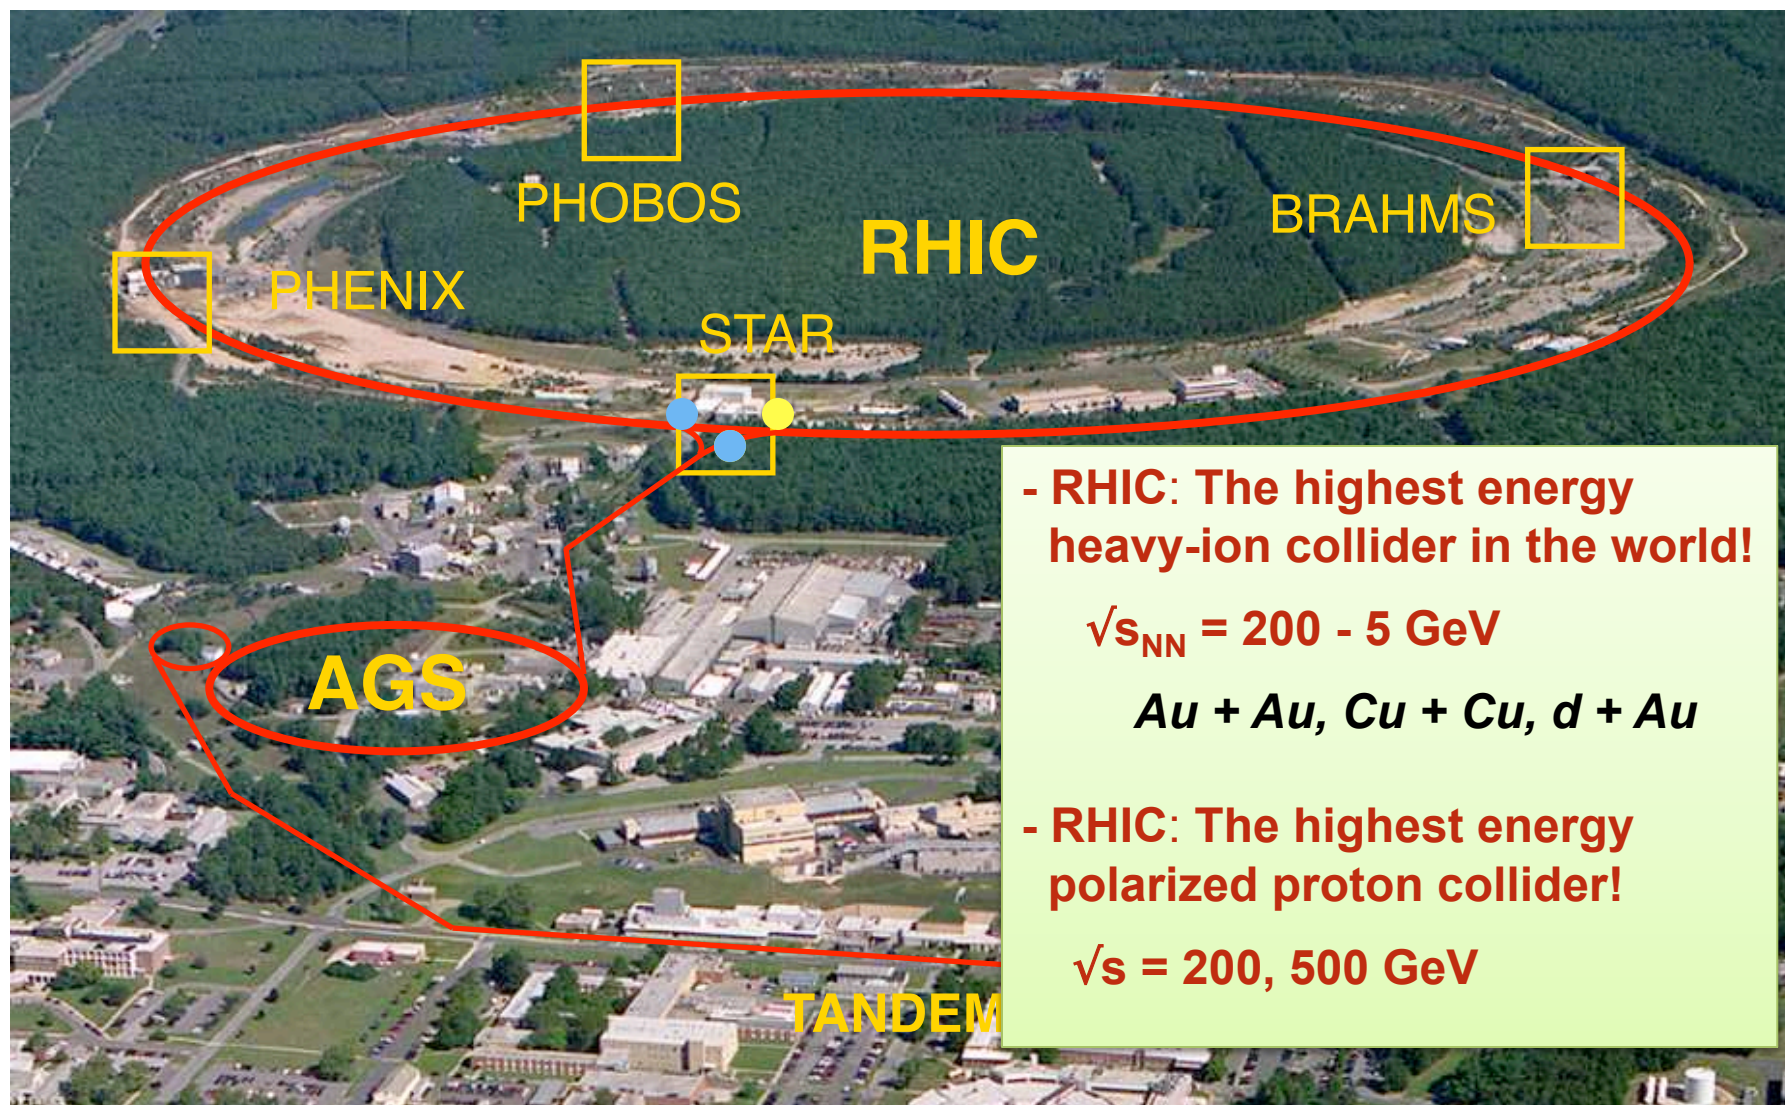 PHOBOS
BRAHMS
RHIC
PHENIX
STAR
- RHIC: The highest energy
heavy-ion collider in the world!
√sNN = 200 - 5 GeV
AGS
Au + Au, Cu + Cu, d + Au
- RHIC: The highest energy
polarized proton collider!
√s = 200, 500 GeV
TANDEM